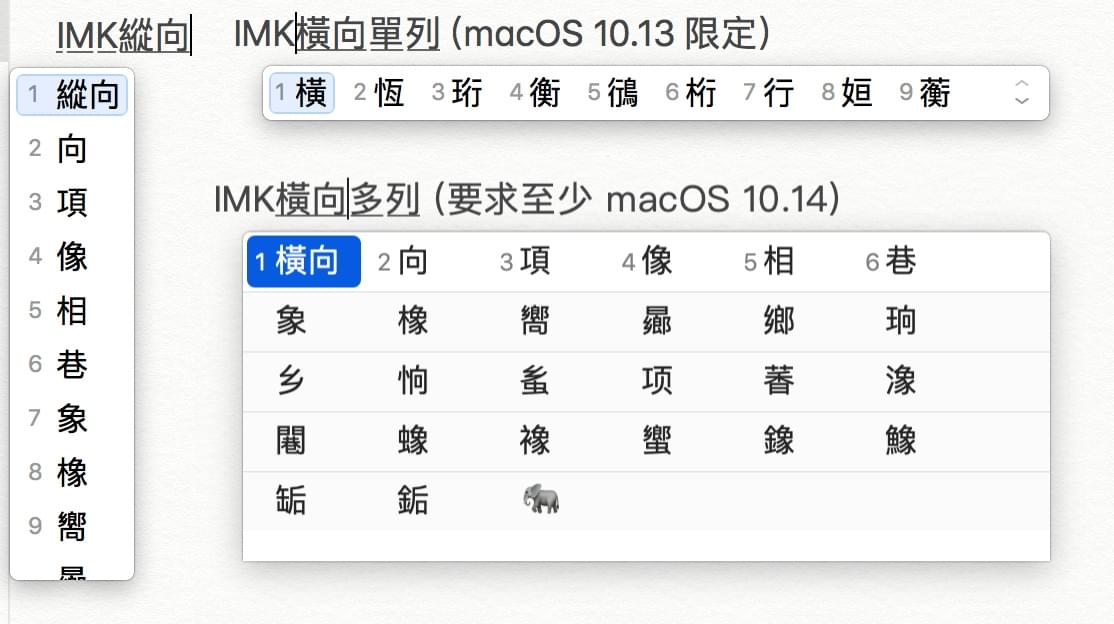 IMK縱向
1 縱向
2 向
3 項
4 像
5 相
6 巷
7 象
8 橡
9 嚮
IMK橫向單列 (macOS 10.13 限定)
1 橫 2 恆 3 珩 4 衡 5 鴴 6 桁 7 行 8 姮 9 蘅
IMK橫向多列 (要求至少 macOS 10.14)
1 橫向 2 向 3 項 4 像 5 相 6 巷
象 橡 嚮 曏 鄉 珦
乡 恦 蚃 项 萫 潒
闀 蟓 襐 蠁 鐌 鱌
缿 銗 🐘